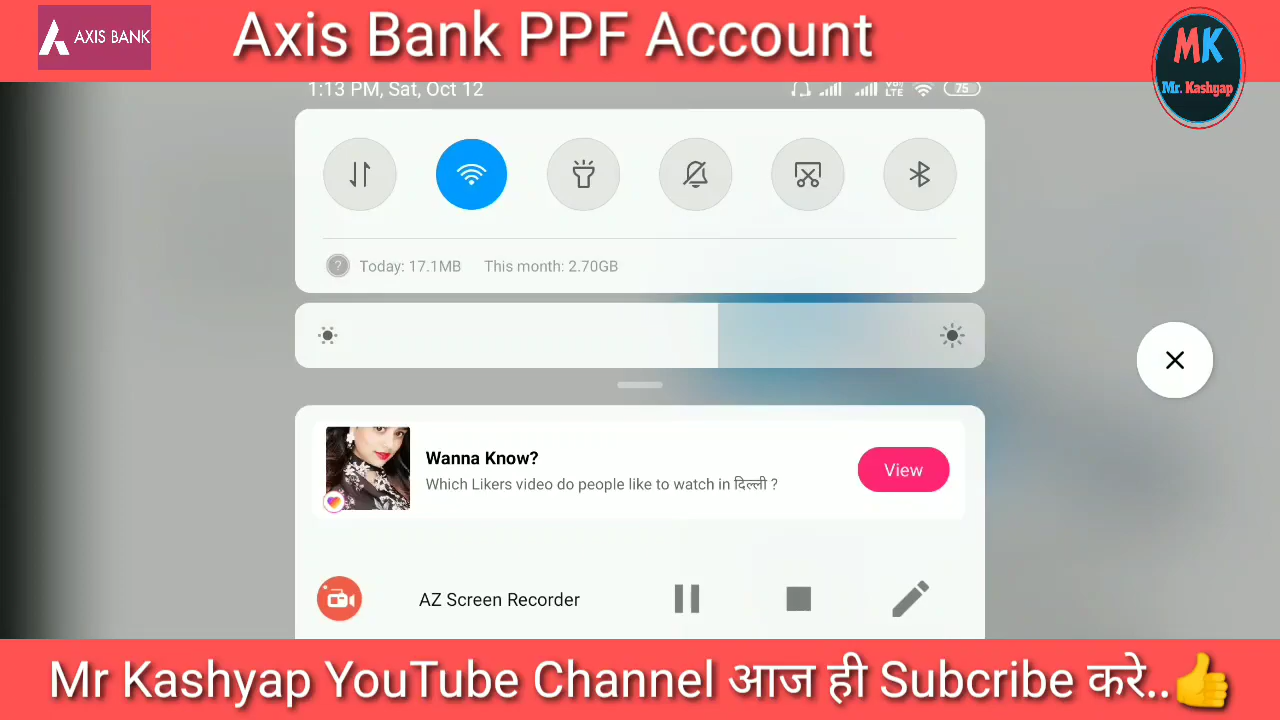 AXIS BANK
Axis Bank PPF Account
MK
Mr. Kashyap
1:13 PM, Sat, Oct 12
VoLTE
75
Today: 17.1MB This month: 2.70GB
Wanna Know?
Which Likers video do people like to watch in दिल्ली ?
View
AZ Screen Recorder
Mr Kashyap YouTube Channel आज ही Subcribe करे..👍